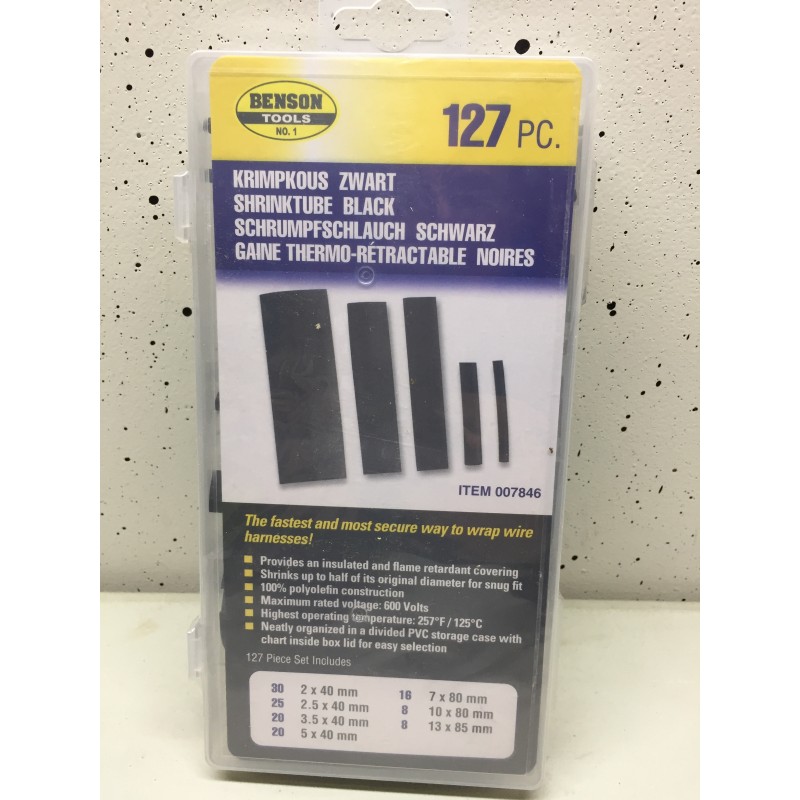 BENSON
TOOLS
NO. 1
127 PC.
KRIMPKOUS ZWART
SHRINKTUBE BLACK
SCHRUMPFSCHLAUCH SCHWARZ
GAINE THERMO-RÉTRACTABLE NOIRES
ITEM 007846
The fastest and most secure way to wrap wire
harnesses!
Provides an insulated and flame retardant covering
Shrinks up to half of its original diameter for snug fit
100% polyolefin construction
Maximum rated voltage: 600 Volts
Highest operating temperature: 257°F / 125°C
Neatly organized in a divided PVC storage case with
chart inside box lid for easy selection
127 Piece Set Includes
30 2 x 40 mm
25 2.5 x 40 mm
20 3.5 x 40 mm
20 5 x 40 mm
16 7 x 80 mm
8 10 x 80 mm
8 13 x 85 mm